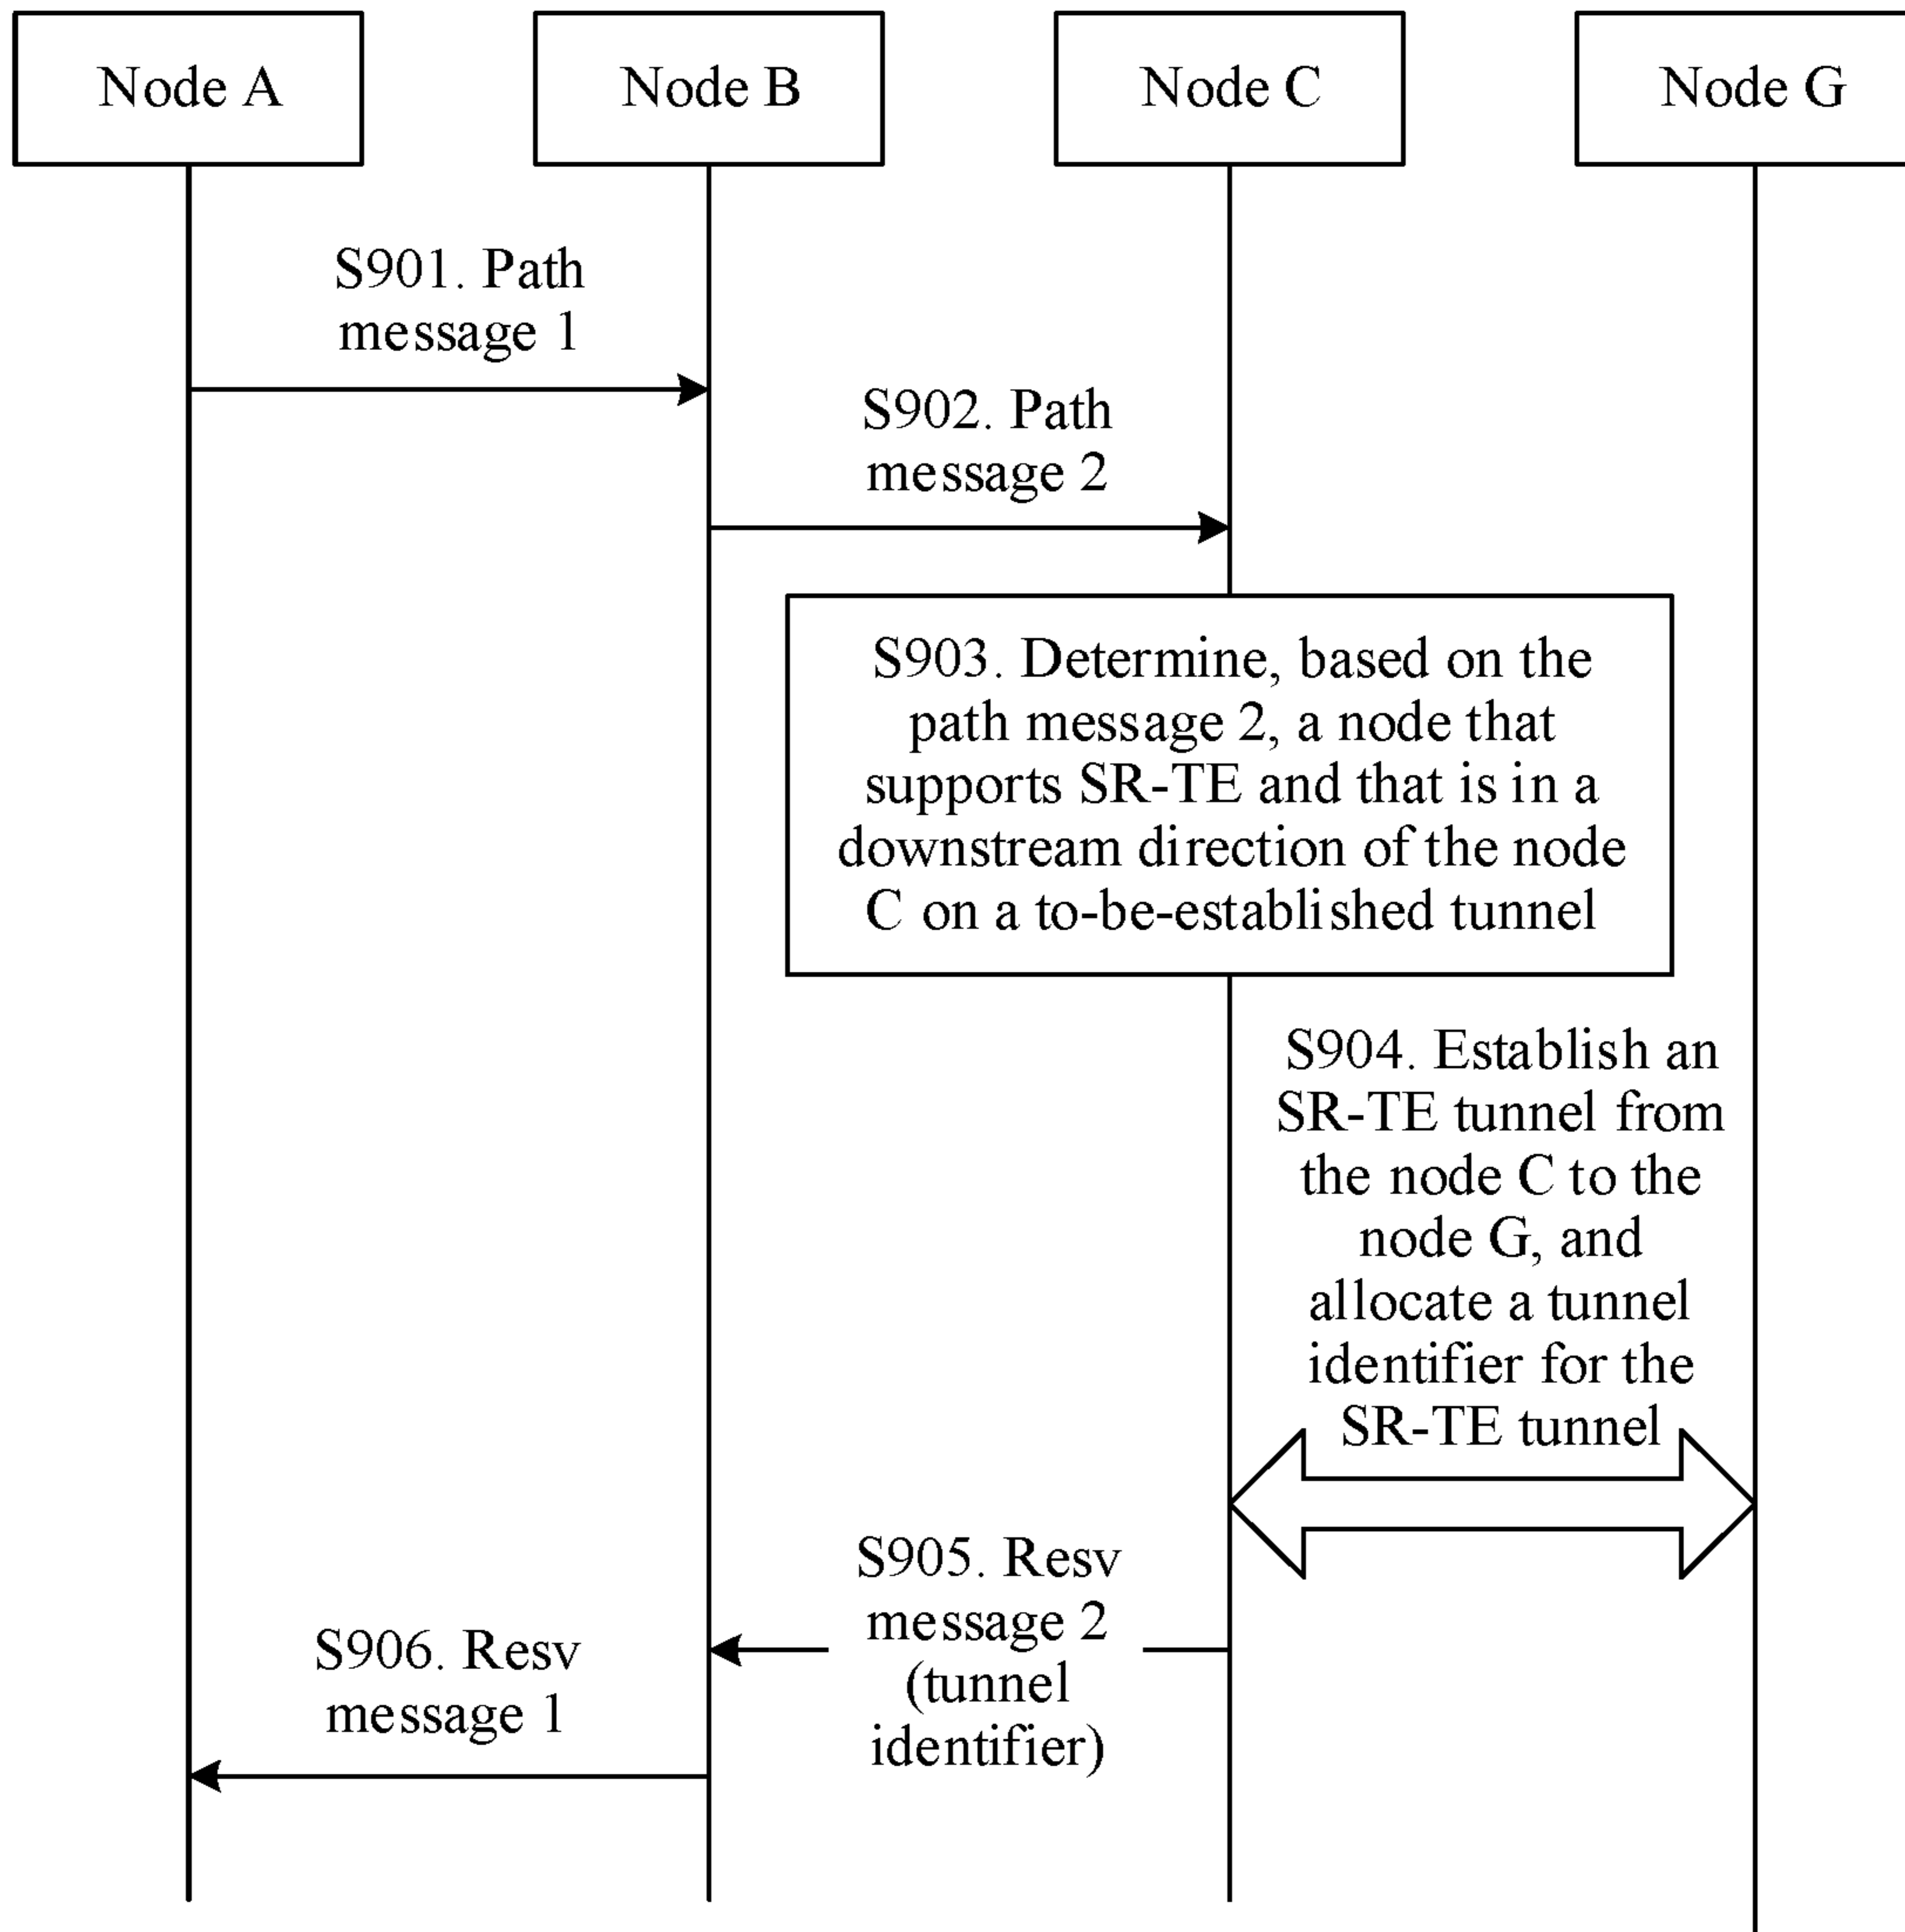 Node A
Node B
Node C
Node G
S901. Path
message 1
S902. Path
message 2
S903. Determine, based on the
path message 2, a node that
supports SR-TE and that is in a
downstream direction of the node
C on a to-be-established tunnel
S904. Establish an
SR-TE tunnel from
the node C to the
node G, and
allocate a tunnel
identifier for the
SR-TE tunnel
S905. Resv
message 2
(tunnel
identifier)
S906. Resv
message 1